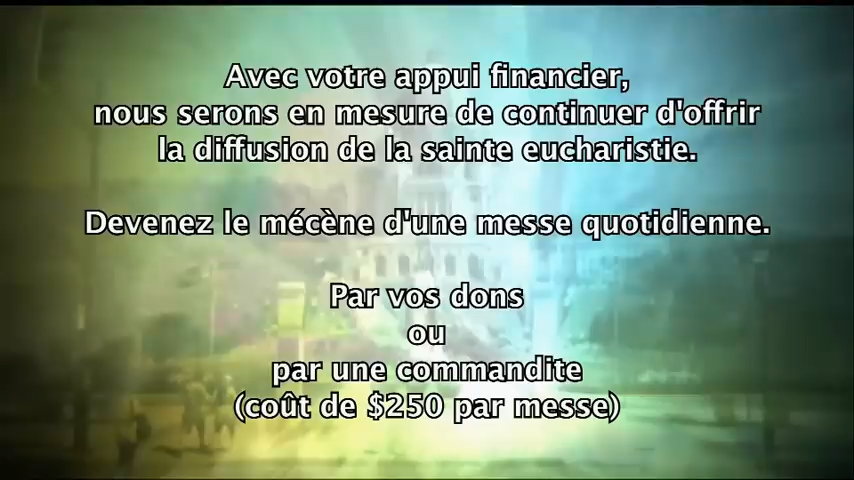 Avec votre appui financier,
nous serons en mesure de continuer d'offrir
la diffusion de la sainte eucharistie.
Devenez le mécène d'une messe quotidienne.
Par vos dons
ou
par une commandite
(coût de $250 par messe)